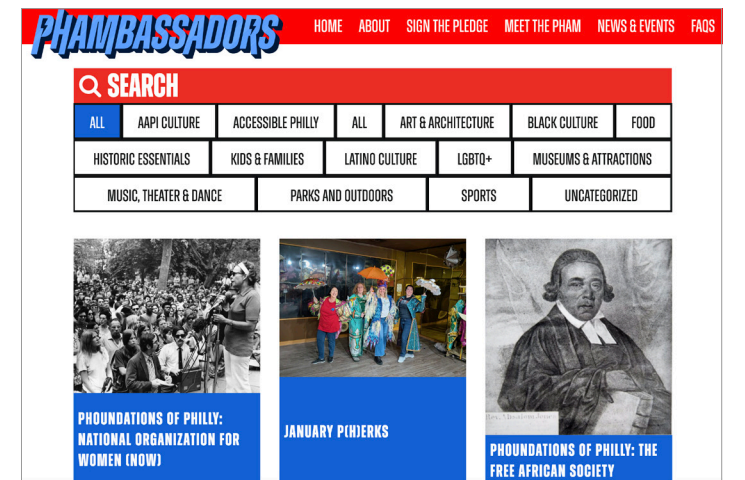 PHAMBASSADORS
HOME ABOUT SIGN THE PLEDGE MEET THE PHAM NEWS & EVENTS FAQS
SEARCH
ALL AAPI CULTURE ACCESSIBLE PHILLY ALL ART & ARCHITECTURE BLACK CULTURE FOOD
HISTORIC ESSENTIALS KIDS & FAMILIES LATINO CULTURE LGBTQ+ MUSEUMS & ATTRACTIONS
MUSIC, THEATER & DANCE PARKS AND OUTDOORS SPORTS UNCATEGORIZED
PHOUNDATIONS OF PHILLY:
NATIONAL ORGANIZATION FOR
WOMEN (NOW)
JANUARY P(H)ERKS
PHOUNDATIONS OF PHILLY: THE
FREE AFRICAN SOCIETY